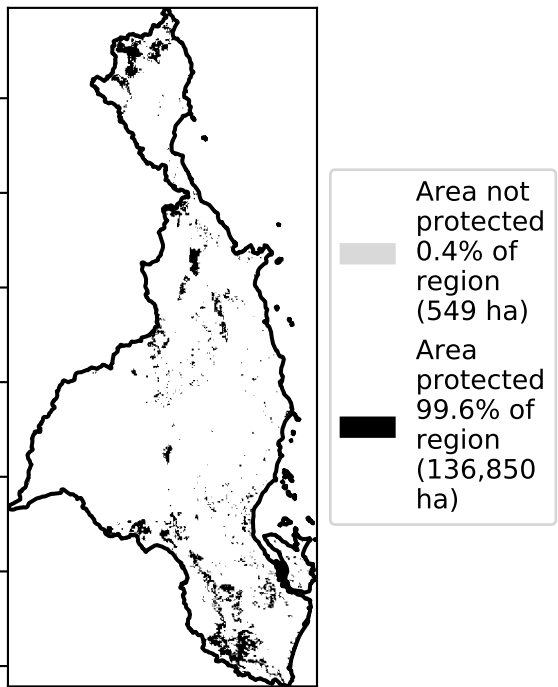 Area not
protected
0.4% of
region
(549 ha)
Area
protected
99.6% of
region
(136,850
ha)